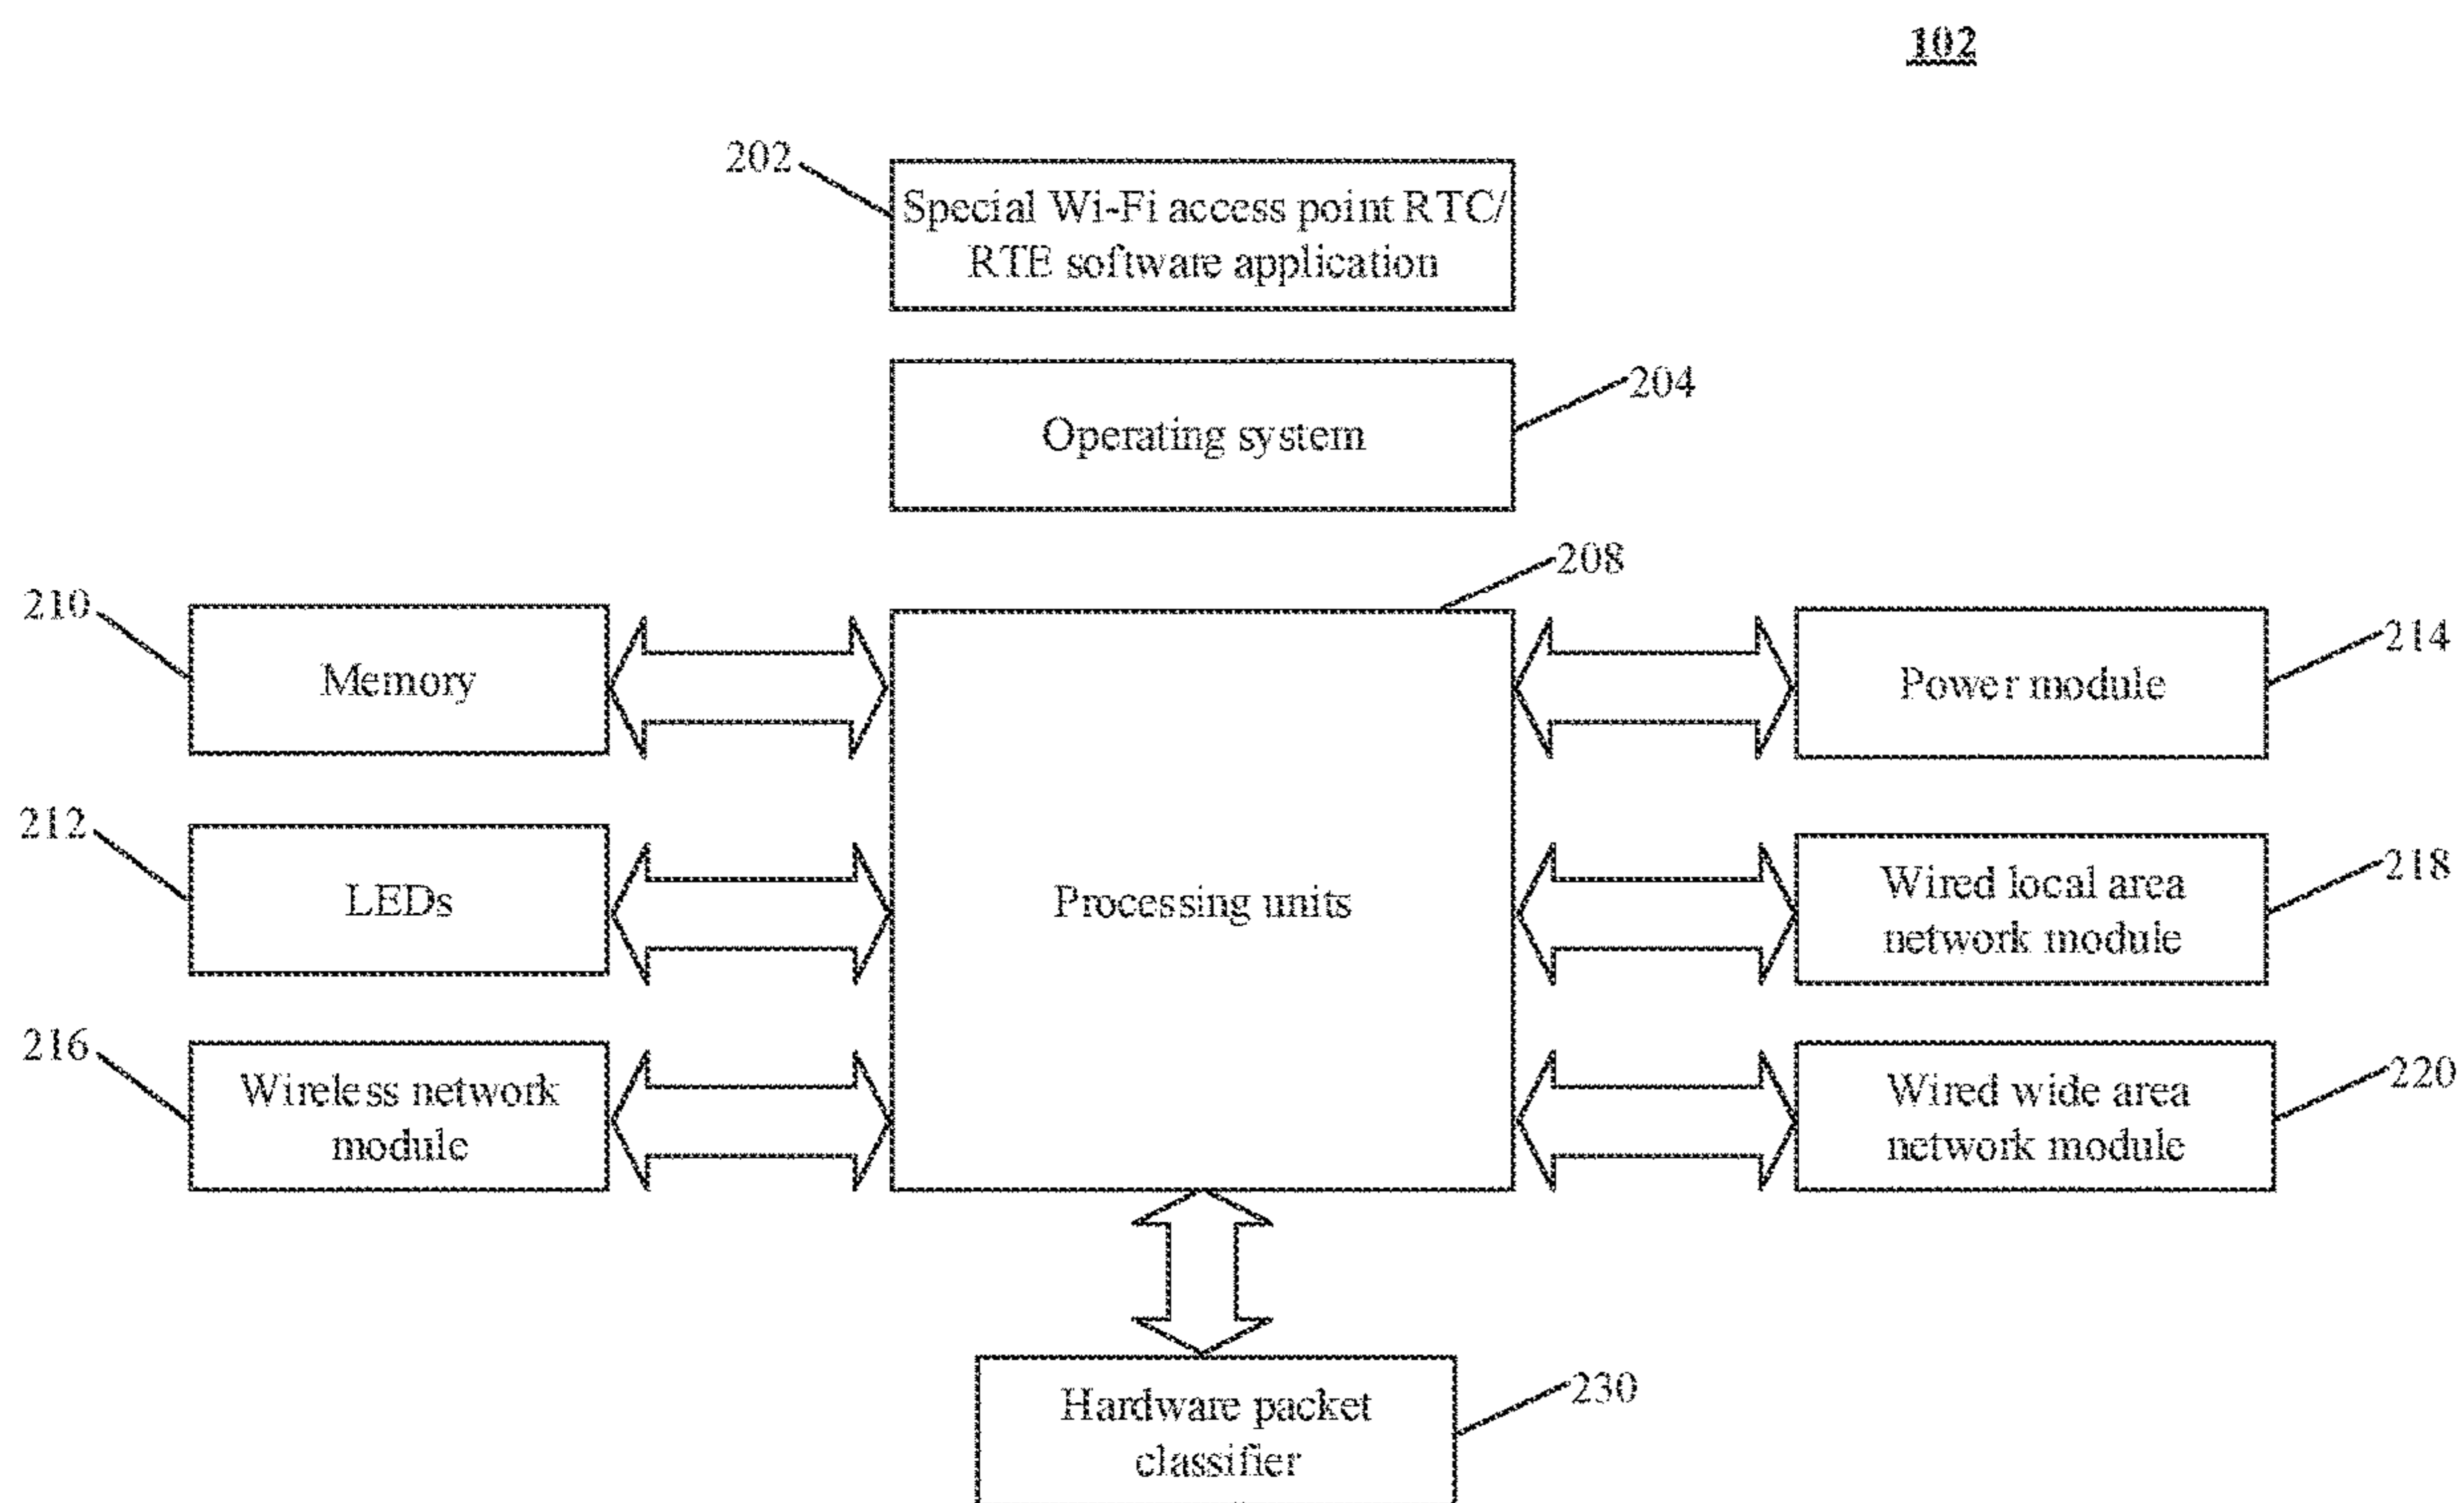 102
202
Special Wi-Fi access point RTC/
RTE software application
204
Operating system
208
210
Memory
214
Power module
212
LEDs
Processing units
218
Wired local area
network module
216
Wireless network
module
220
Wired wide area
network module
230
Hardware packet
classifier